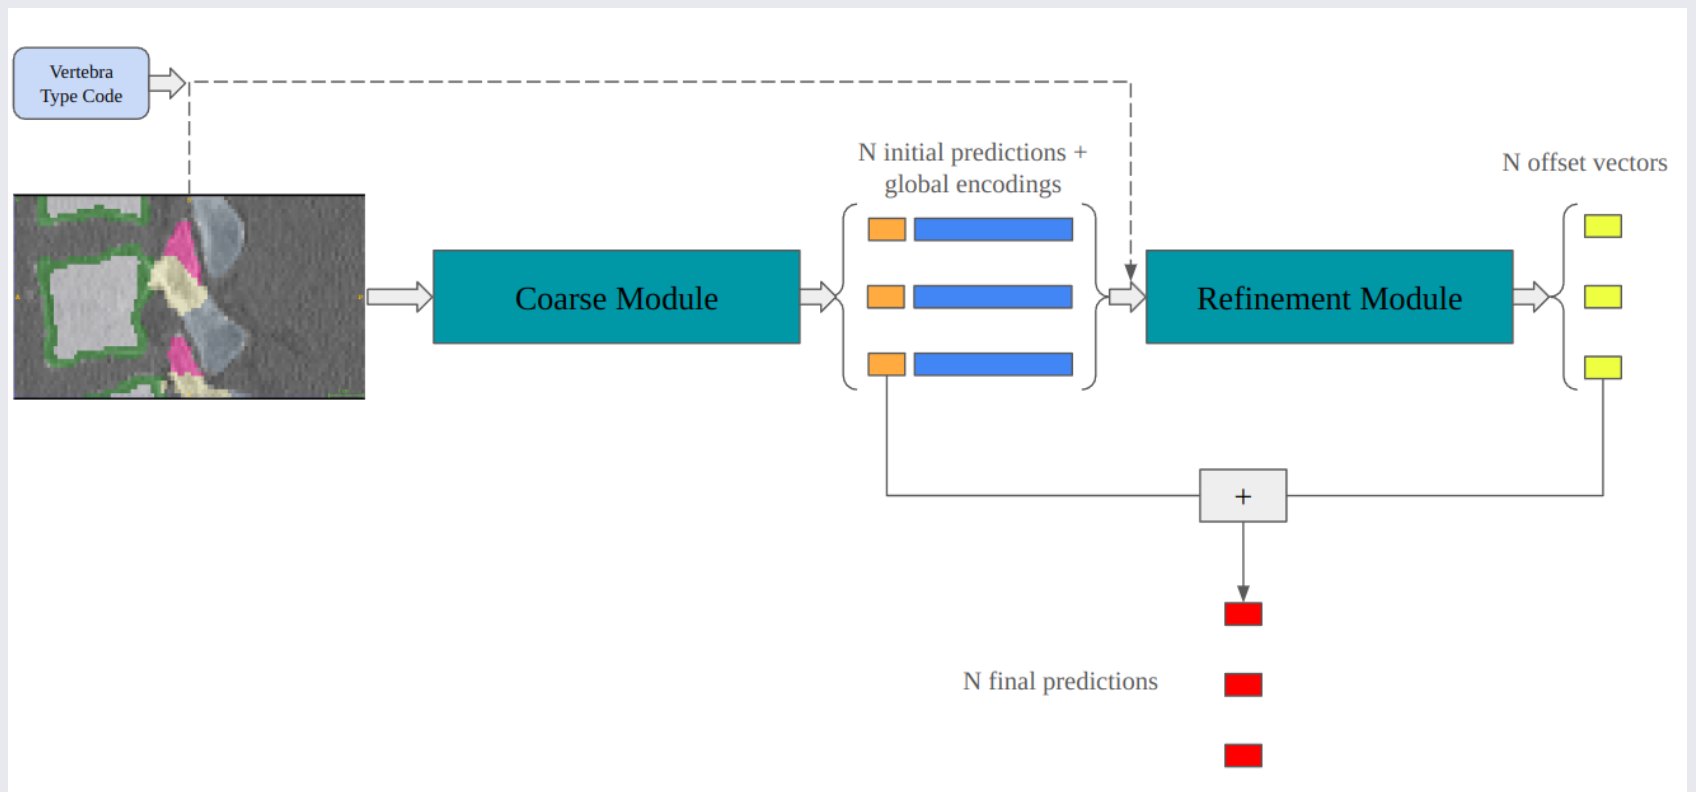 Vertebra
Type Code
N initial predictions +
global encodings
N offset vectors
Coarse Module
Refinement Module
+
N final predictions